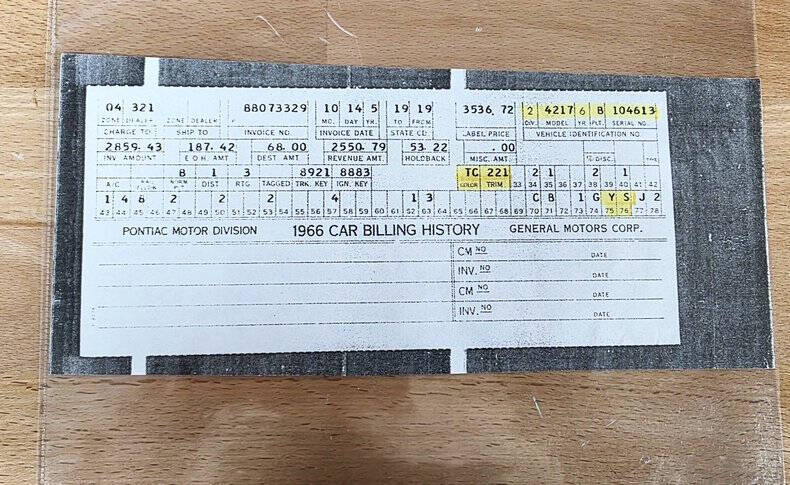 04 321 88073329 10 14 5 19 19 3536.72 2 4217 6 B 104613
ZONE DEALER ZONE DEALER MO. DAY YR. TO FROM DIV. MODEL YR. PLT. SERIAL NO.
CHARGE TO SHIP TO INVOICE NO. INVOICE DATE STATE CD. LABEL PRICE VEHICLE IDENTIFICATION NO
2859.43 187.42 68.00 2550.79 53.22 .00
INV AMOUNT E.O.H. AMT DEST AMT REVENUE AMT. HOLDBACK MISC. AMT % DISC.
8 1 3 8921 8883 TC 221 2 1 2 1
A/C DIST RTG TAGGED TRK. KEY IGN. KEY COLOR TRIM 33 34 35 36 37 38 39 40 41 42
1 4 8 2 2 2 4 1 3 C B 1 G Y S J 2
43 44 45 46 47 48 49 50 51 52 53 54 55 56 57 58 59 60 61 62 63 64 65 66 67 68 69 70 71 72 73 74 75 76 77 78
PONTIAC MOTOR DIVISION 1966 CAR BILLING HISTORY GENERAL MOTORS CORP.
CM NO DATE
INV. NO DATE
CM NO DATE
INV. NO DATE